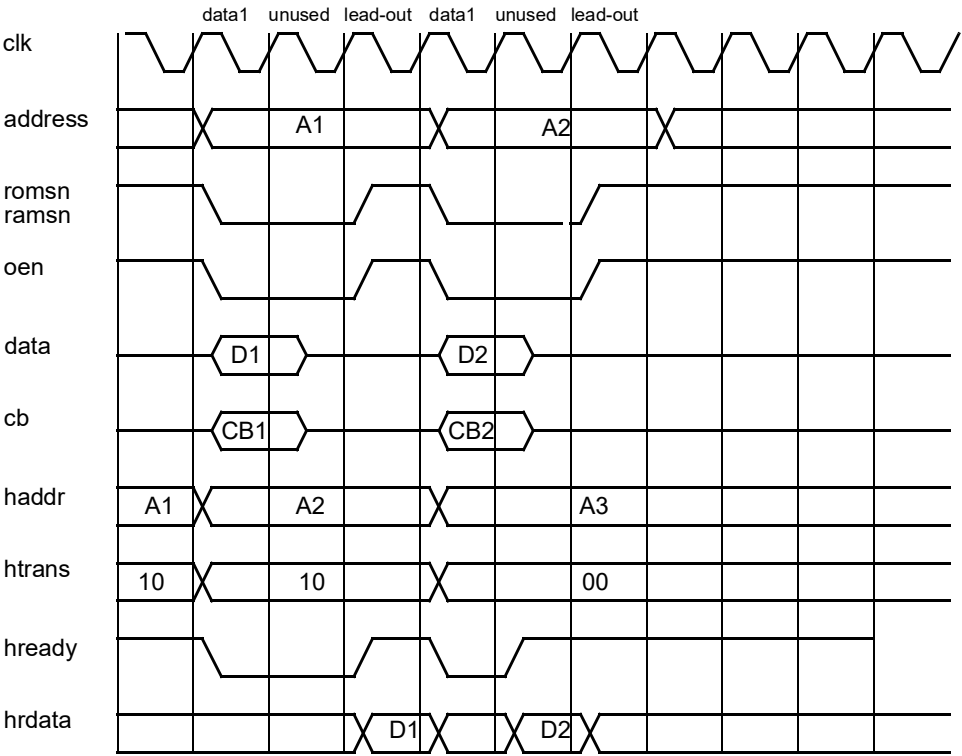 data1 unused lead-out data1 unused lead-out
clk
address A1 A2
romsn
ramsn
oen
data D1 D2
cb CB1 CB2
haddr A1 A2 A3
htrans 10 10 00
hready
hrdata D1 D2